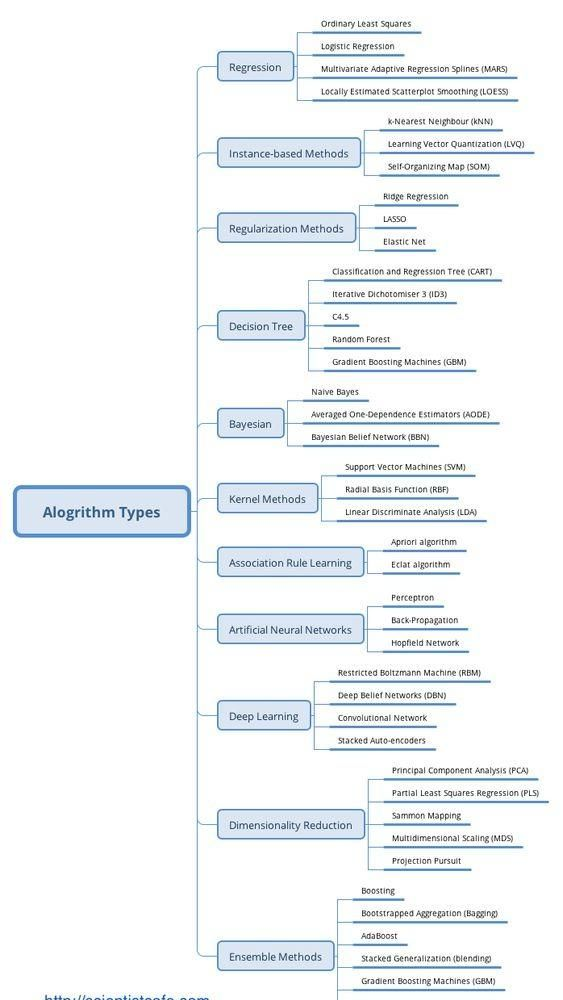 Ordinary Least Squares
Logistic Regression
Regression
Multivariate Adaptive Regression Splines (MARS)
Locally Estimated Scatterplot Smoothing (LOESS)
k-Nearest Neighbour (kNN)
Instance-based Methods
Learning Vector Quantization (LVQ)
Self-Organizing Map (SOM)
Ridge Regression
Regularization Methods
LASSO
Elastic Net
Classification and Regression Tree (CART)
Iterative Dichotomiser 3 (ID3)
Decision Tree
C4.5
Random Forest
Gradient Boosting Machines (GBM)
Naive Bayes
Bayesian
Averaged One-Dependence Estimators (AODE)
Bayesian Belief Network (BBN)
Support Vector Machines (SVM)
Kernel Methods
Radial Basis Function (RBF)
Linear Discriminate Analysis (LDA)
Alogrithm Types
Apriori algorithm
Association Rule Learning
Eclat algorithm
Perceptron
Artificial Neural Networks
Back-Propagation
Hopfield Network
Restricted Boltzmann Machine (RBM)
Deep Belief Networks (DBN)
Deep Learning
Convolutional Network
Stacked Auto-encoders
Principal Component Analysis (PCA)
Partial Least Squares Regression (PLS)
Dimensionality Reduction
Sammon Mapping
Multidimensional Scaling (MDS)
Projection Pursuit
Boosting
Bootstrapped Aggregation (Bagging)
AdaBoost
Ensemble Methods
Stacked Generalization (blending)
Gradient Boosting Machines (GBM)